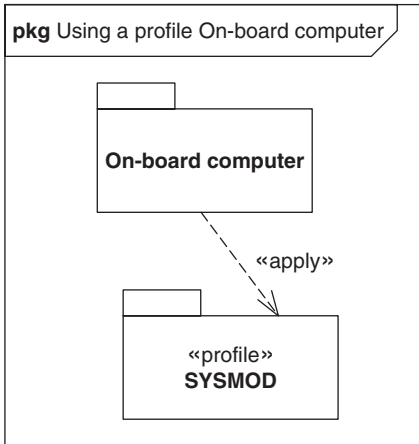 pkg Using a profile On-board computer
On-board computer
«apply»
«profile»
SYSMOD